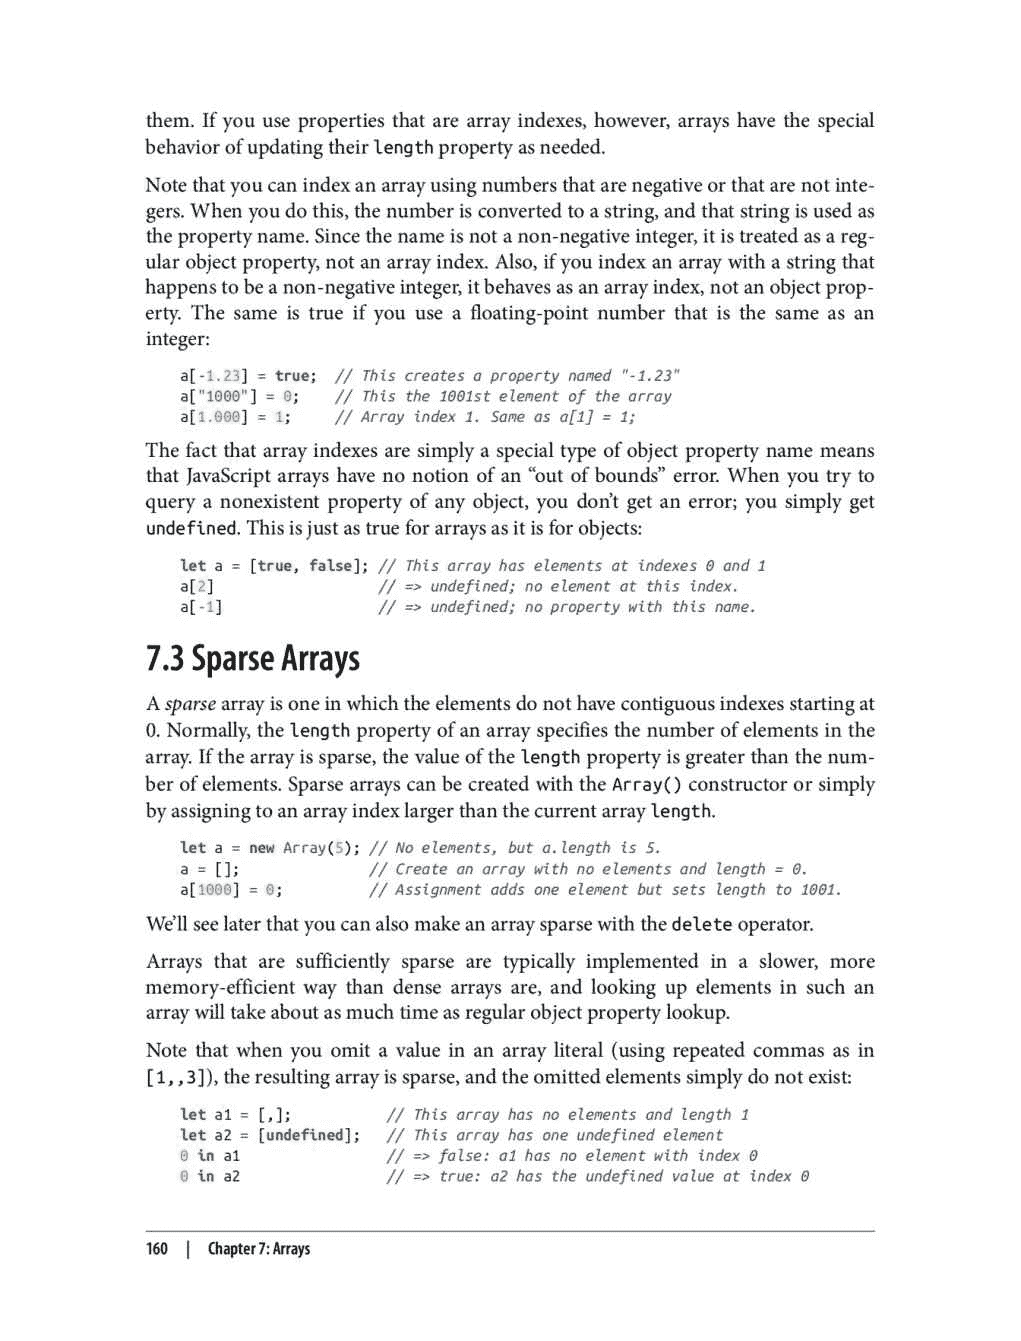 them. If you use properties that are array indexes, however, arrays have the special
behavior of updating their length property as needed.
Note that you can index an array using numbers that are negative or that are not inte-
gers. When you do this, the number is converted to a string, and that string is used as
the property name. Since the name is not a non-negative integer, it is treated as a reg-
ular object property, not an array index. Also, if you index an array with a string that
happens to be a non-negative integer, it behaves as an array index, not an object prop-
erty. The same is true if you use a floating-point number that is the same as an
integer:
a[-1.23] = true;  // This creates a property named "-1.23"
a["1000"] = 0;    // This the 1001st element of the array
a[1.000] = 1;     // Array index 1. Same as a[1] = 1;
The fact that array indexes are simply a special type of object property name means
that JavaScript arrays have no notion of an “out of bounds” error. When you try to
query a nonexistent property of any object, you don’t get an error; you simply get
undefined. This is just as true for arrays as it is for objects:
let a = [true, false]; // This array has elements at indexes 0 and 1
a[2]                   // => undefined; no element at this index.
a[-1]                  // => undefined; no property with this name.
7.3 Sparse Arrays
A sparse array is one in which the elements do not have contiguous indexes starting at
0. Normally, the length property of an array specifies the number of elements in the
array. If the array is sparse, the value of the length property is greater than the num-
ber of elements. Sparse arrays can be created with the Array() constructor or simply
by assigning to an array index larger than the current array length.
let a = new Array(5); // No elements, but a.length is 5.
a = [];               // Create an array with no elements and length = 0.
a[1000] = 0;          // Assignment adds one element but sets length to 1001.
We’ll see later that you can also make an array sparse with the delete operator.
Arrays that are sufficiently sparse are typically implemented in a slower, more
memory-efficient way than dense arrays are, and looking up elements in such an
array will take about as much time as regular object property lookup.
Note that when you omit a value in an array literal (using repeated commas as in
[1,,3]), the resulting array is sparse, and the omitted elements simply do not exist:
let a1 = [,];           // This array has no elements and length 1
let a2 = [undefined];   // This array has one undefined element
0 in a1                 // => false: a1 has no element with index 0
0 in a2                 // => true: a2 has the undefined value at index 0
160 | Chapter 7: Arrays